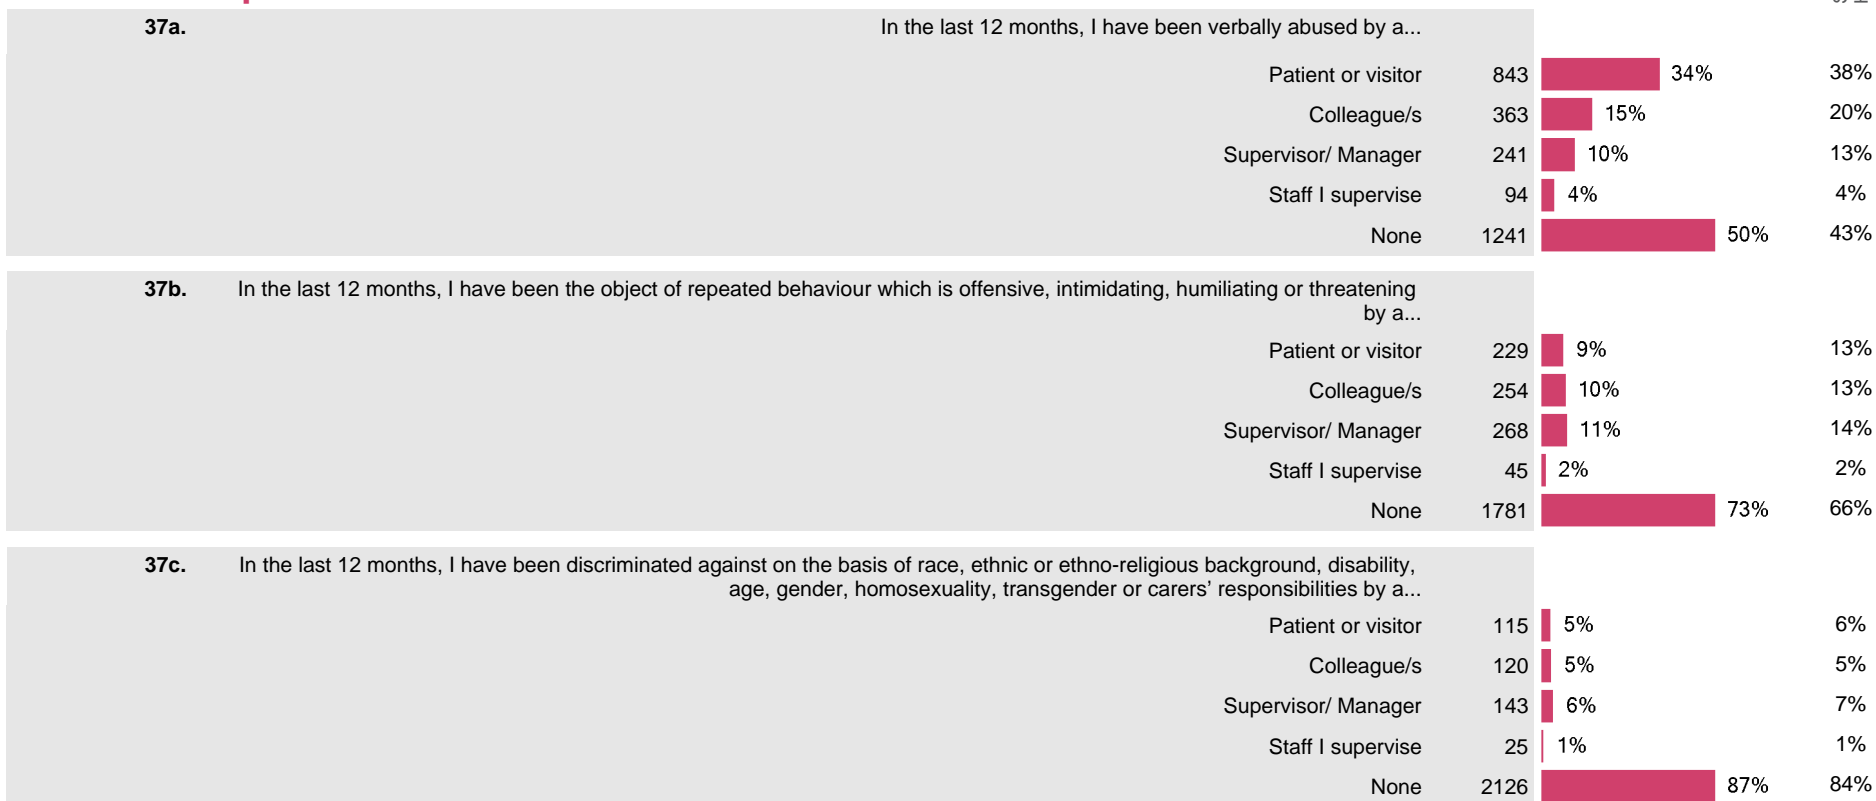 37a. In the last 12 months, I have been verbally abused by a...
Patient or visitor 843 34% 38%
Colleague/s 363 15% 20%
Supervisor/ Manager 241 10% 13%
Staff I supervise 94 4% 4%
None 1241 50% 43%
37b. In the last 12 months, I have been the object of repeated behaviour which is offensive, intimidating, humiliating or threatening
by a...
Patient or visitor 229 9% 13%
Colleague/s 254 10% 13%
Supervisor/ Manager 268 11% 14%
Staff I supervise 45 2% 2%
None 1781 73% 66%
37c. In the last 12 months, I have been discriminated against on the basis of race, ethnic or ethno-religious background, disability,
age, gender, homosexuality, transgender or carers’ responsibilities by a...
Patient or visitor 115 5% 6%
Colleague/s 120 5% 5%
Supervisor/ Manager 143 6% 7%
Staff I supervise 25 1% 1%
None 2126 87% 84%